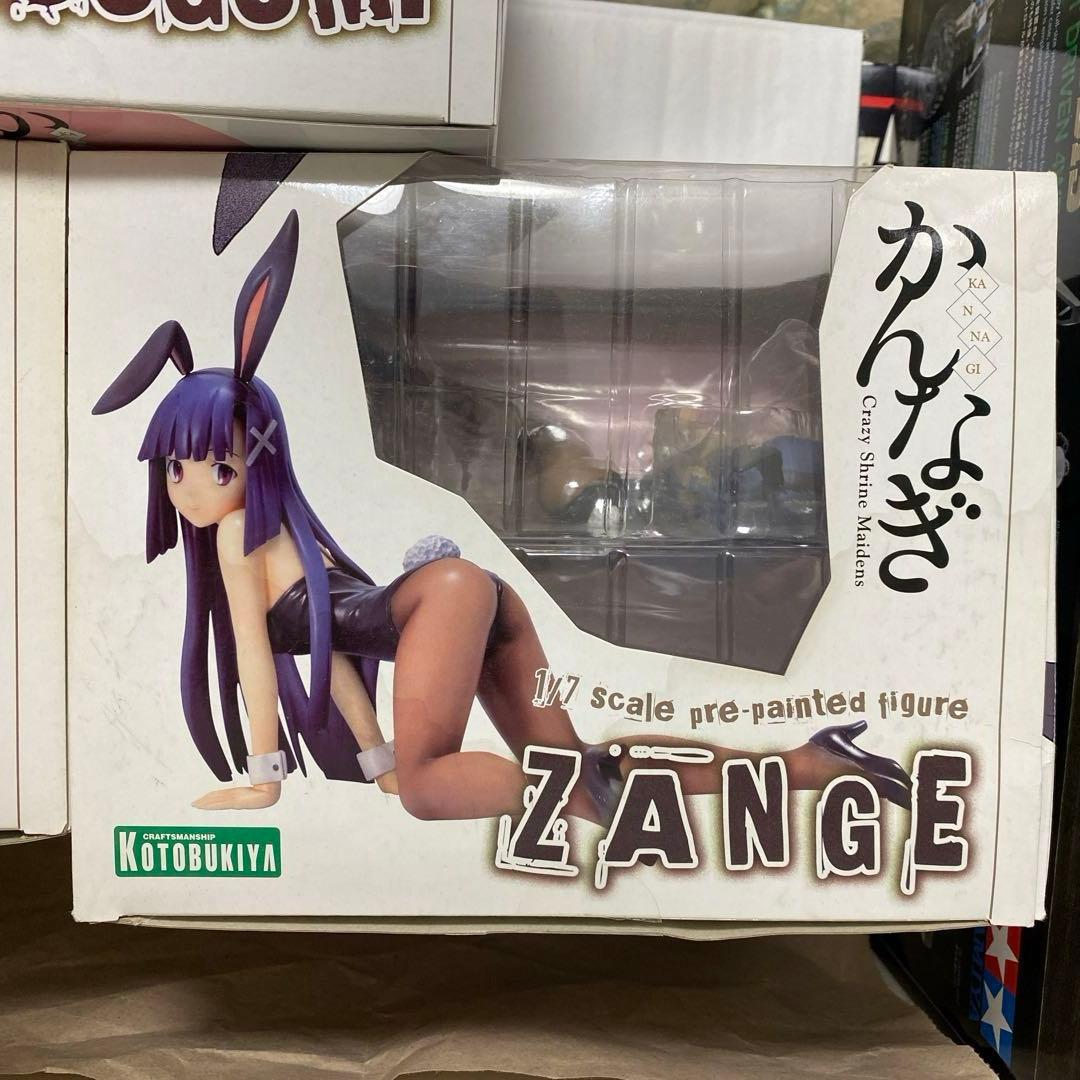 かんなぎ
KA
N
NA
GI
Crazy Shrine Maidens
1/7 scale pre-painted figure
ZANGE
CRAFTSMANSHIP
KOTOBUKIYA